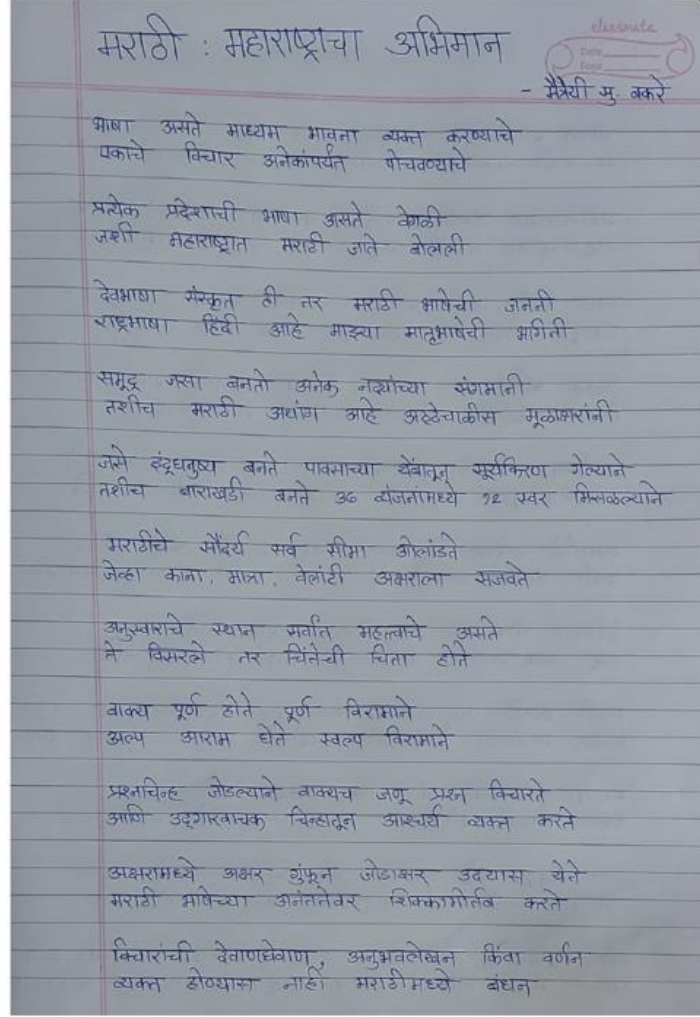 मराठी : महाराष्ट्राचा अभिमान
classmate
Date
Page
- मैत्रेयी मु. बकरे
भाषा असते माध्यम भावना व्यक्त करण्याचे
एकाचे विचार अनेकांपर्यंत पोचवण्याचे
प्रत्येक प्रदेशाची भाषा असते वेगळी
जशी महाराष्ट्रात मराठी जाते बोलली
देवभाषा संस्कृत ही तर मराठी भाषेची जननी
राष्ट्रभाषा हिंदी आहे माझ्या मातृभाषेची भगिनी
समुद्र जसा बनतो अनेक नद्यांच्या संगमानी
तशीच मराठी अथांग आहे अठ्ठेचाळीस मूळाक्षरांनी
जसे इंद्रधनुष्य बनते पावसाच्या थेंबातून सूर्यकिरण गेल्याने
तशीच बाराखडी बनते ३६ व्यंजनामध्ये १२ स्वर मिसळल्याने
मराठीचे सौंदर्य सर्व सीमा ओलांडते
जेव्हा काना, मात्रा, वेलांटी अक्षराला सजवते
अनुस्वाराचे स्थान सर्वात महत्त्वाचे असते
ते विसरले तर चिंतेची चिता होते
वाक्य पूर्ण होते पूर्ण विरामाने
अल्प आराम घेते स्वल्प विरामाने
प्रश्नचिन्ह जोडल्याने वाक्यच जणू प्रश्न विचारते
आणि उद्गारवाचक चिन्हातून आश्चर्य व्यक्त करते
अक्षरामध्ये अक्षर गुंफून जोडाक्षर उदयास येते
मराठी भाषेच्या अनंततेवर शिक्कामोर्तब करते
विचारांची देवाणघेवाण, अनुभवलेखन किंवा वर्णन
व्यक्त होण्यास नाही मराठीमध्ये बंधन